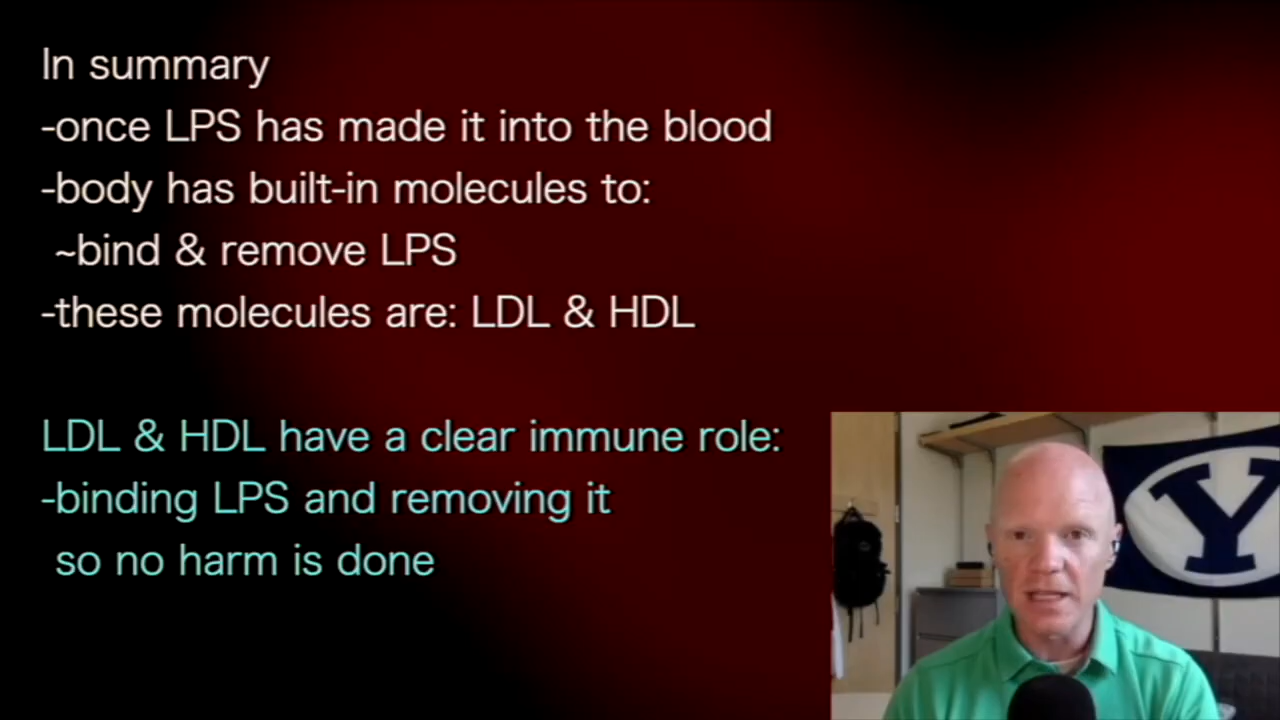 In summary
-once LPS has made it into the blood
-body has built-in molecules to:
~bind & remove LPS
-these molecules are: LDL & HDL
LDL & HDL have a clear immune role:
-binding LPS and removing it
so no harm is done
Y